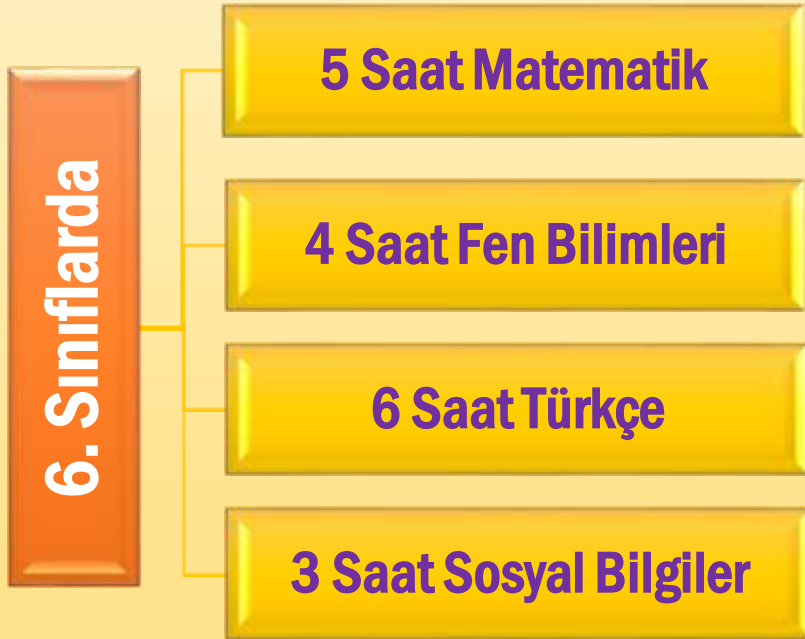 6. Sınıflarda
5 Saat Matematik
4 Saat Fen Bilimleri
6 Saat Türkçe
3 Saat Sosyal Bilgiler